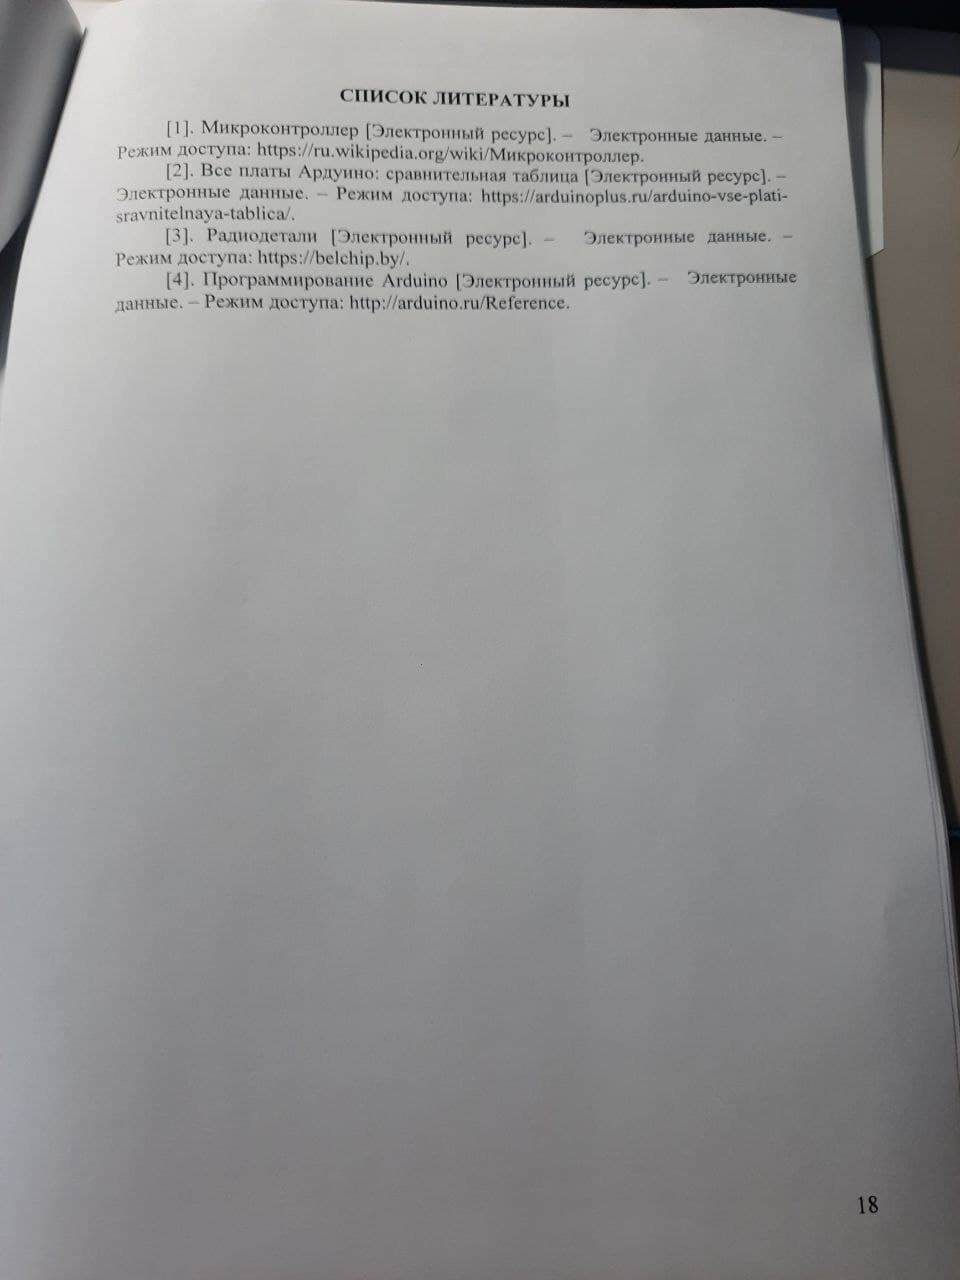 СПИСОК ЛИТЕРАТУРЫ
[1]. Микроконтроллер [Электронный ресурс]. – Электронные данные. –
Режим доступа: https://ru.wikipedia.org/wiki/Микроконтроллер.
[2]. Все платы Ардуино: сравнительная таблица [Электронный ресурс]. –
Электронные данные. – Режим доступа: https://arduinoplus.ru/arduino-vse-plati-
sravnitelnaya-tablica/.
[3]. Радиодетали [Электронный ресурс]. – Электронные данные. –
Режим доступа: https://belchip.by/.
[4]. Программирование Arduino [Электронный ресурс]. – Электронные
данные. – Режим доступа: http://arduino.ru/Reference.
18